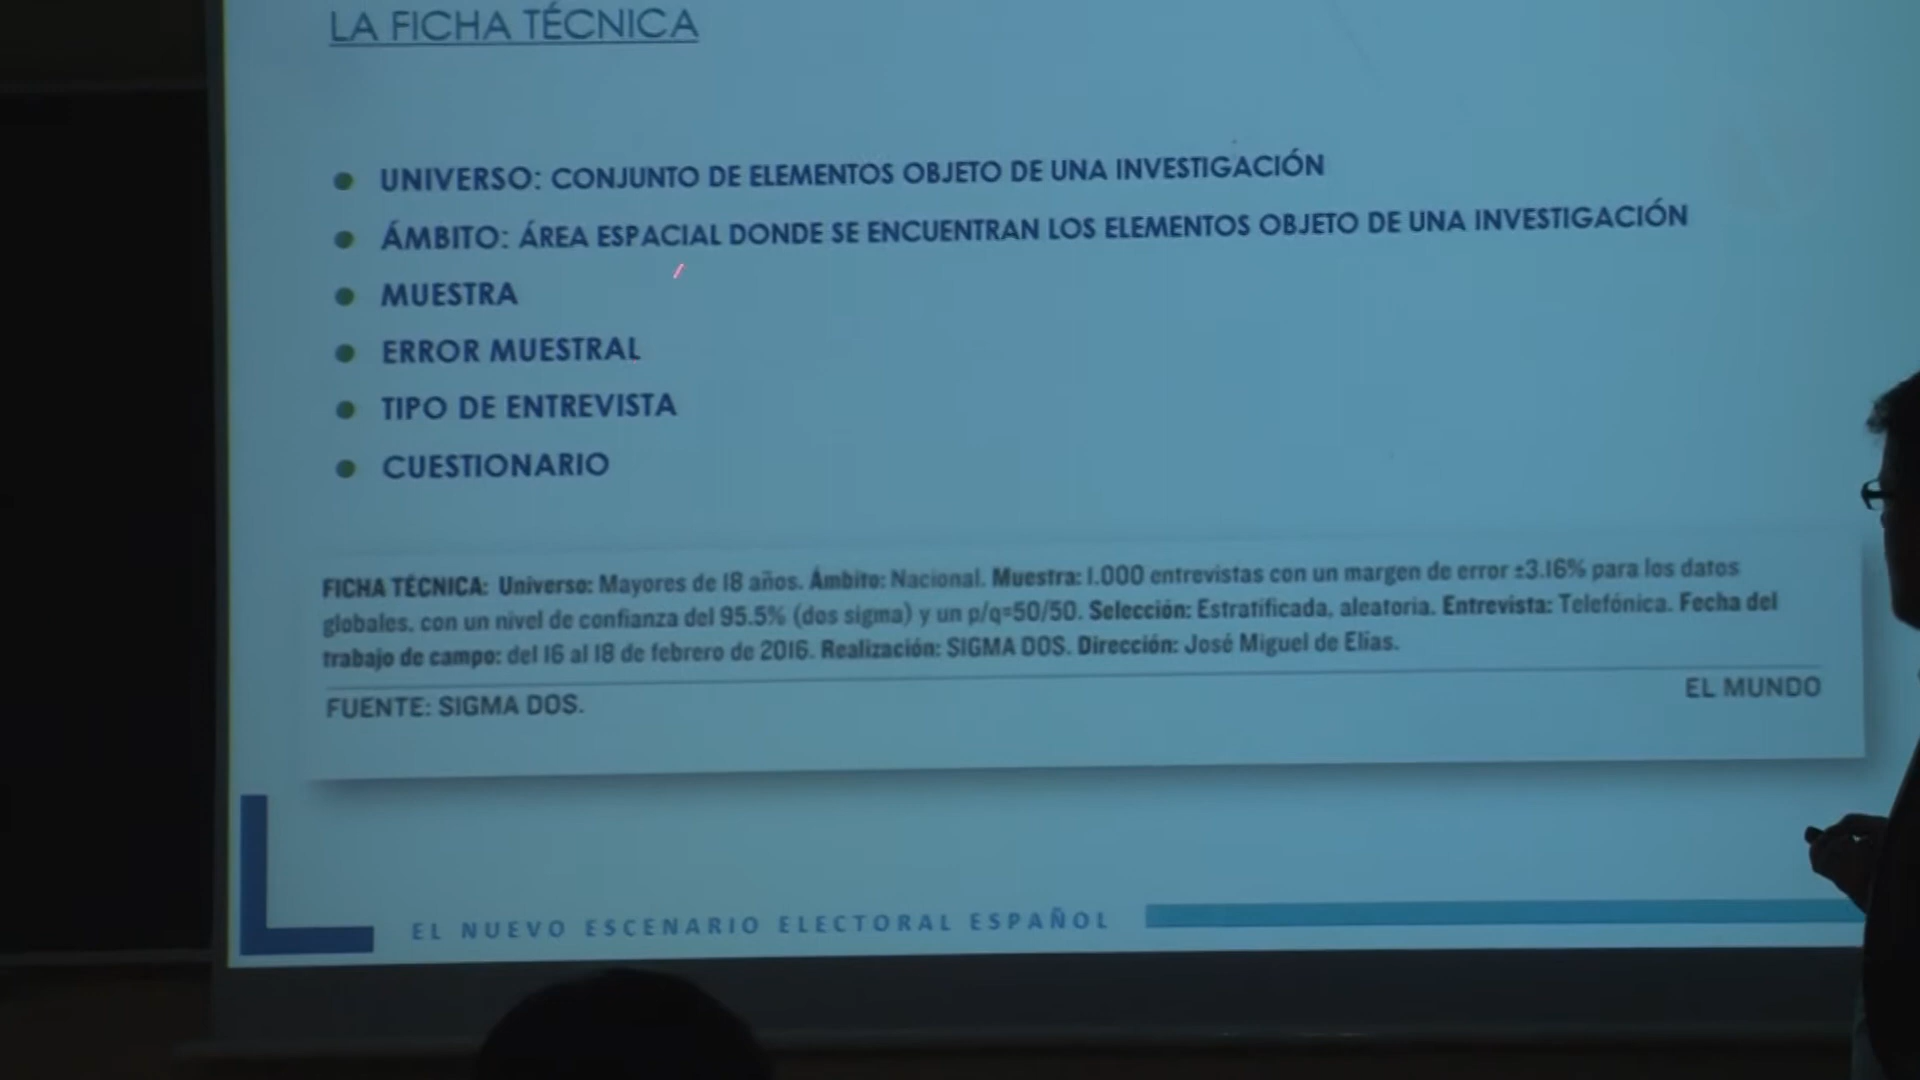 LA FICHA TÉCNICA
UNIVERSO: CONJUNTO DE ELEMENTOS OBJETO DE UNA INVESTIGACIÓN
ÁMBITO: ÁREA ESPACIAL DONDE SE ENCUENTRAN LOS ELEMENTOS OBJETO DE UNA INVESTIGACIÓN
MUESTRA
ERROR MUESTRAL
TIPO DE ENTREVISTA
CUESTIONARIO
FICHA TÉCNICA: Universo: Mayores de 18 años. Ámbito: Nacional. Muestra: 1.000 entrevistas con un margen de error ±3.16% para los datos
globales, con un nivel de confianza del 95.5% (dos sigma) y un p/q=50/50. Selección: Estratificada, aleatoria. Entrevista: Telefónica. Fecha del
trabajo de campo: del 16 al 18 de febrero de 2016. Realización: SIGMA DOS. Dirección: José Miguel de Elías.
FUENTE: SIGMA DOS.
EL MUNDO
EL NUEVO ESCENARIO ELECTORAL ESPAÑOL